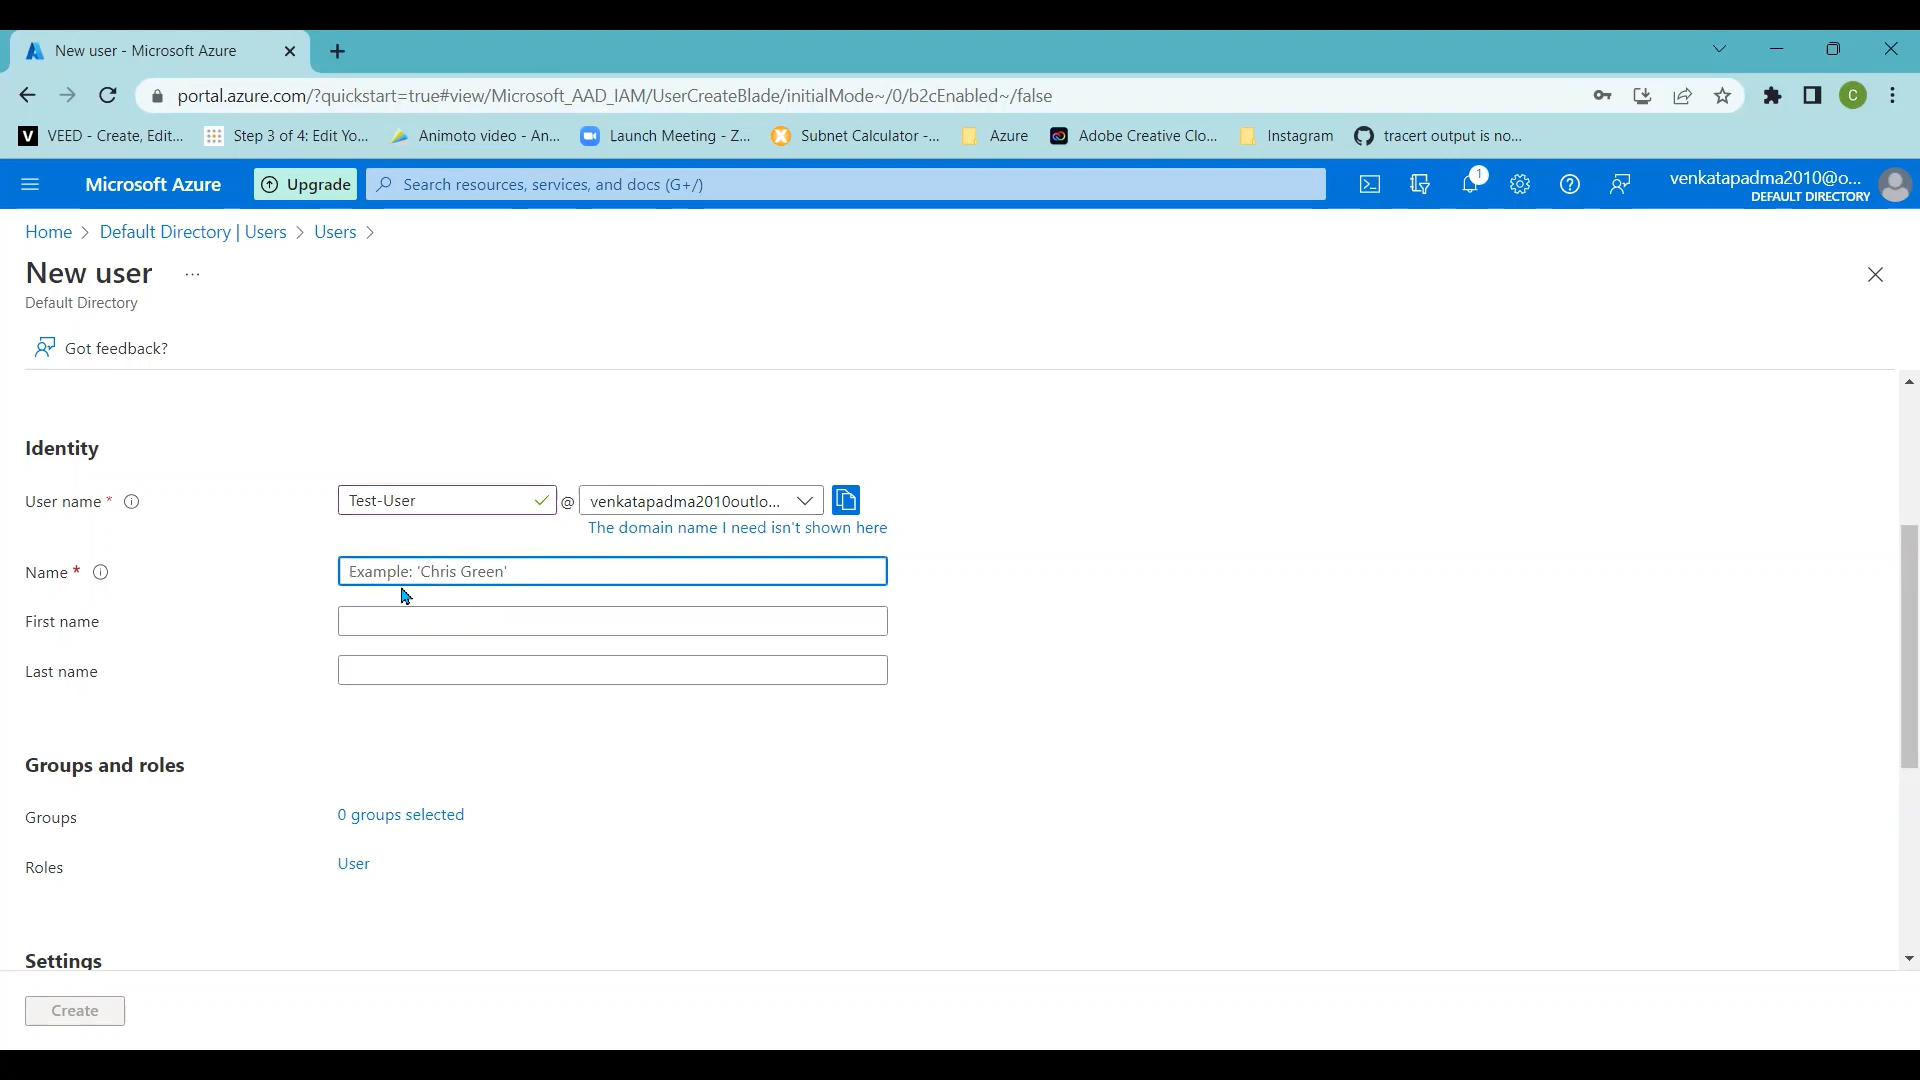 New user - Microsoft Azure
portal.azure.com/?quickstart=true#view/Microsoft_AAD_IAM/UserCreateBlade/initialMode~/0/b2cEnabled~/false
C
V VEED - Create, Edit... Step 3 of 4: Edit Yo... Animoto video - An... Launch Meeting - Z... Subnet Calculator -... Azure Adobe Creative Clo... Instagram tracert output is no...
Microsoft Azure Upgrade Search resources, services, and docs (G+/) 1 venkatapadma2010@o...
DEFAULT DIRECTORY
Home > Default Directory | Users > Users >
New user ...
Default Directory
Got feedback?
Identity
User name * Test-User @ venkatapadma2010outlo...
The domain name I need isn't shown here
Name * Example: 'Chris Green'
First name
Last name
Groups and roles
Groups 0 groups selected
Roles User
Settings
Create